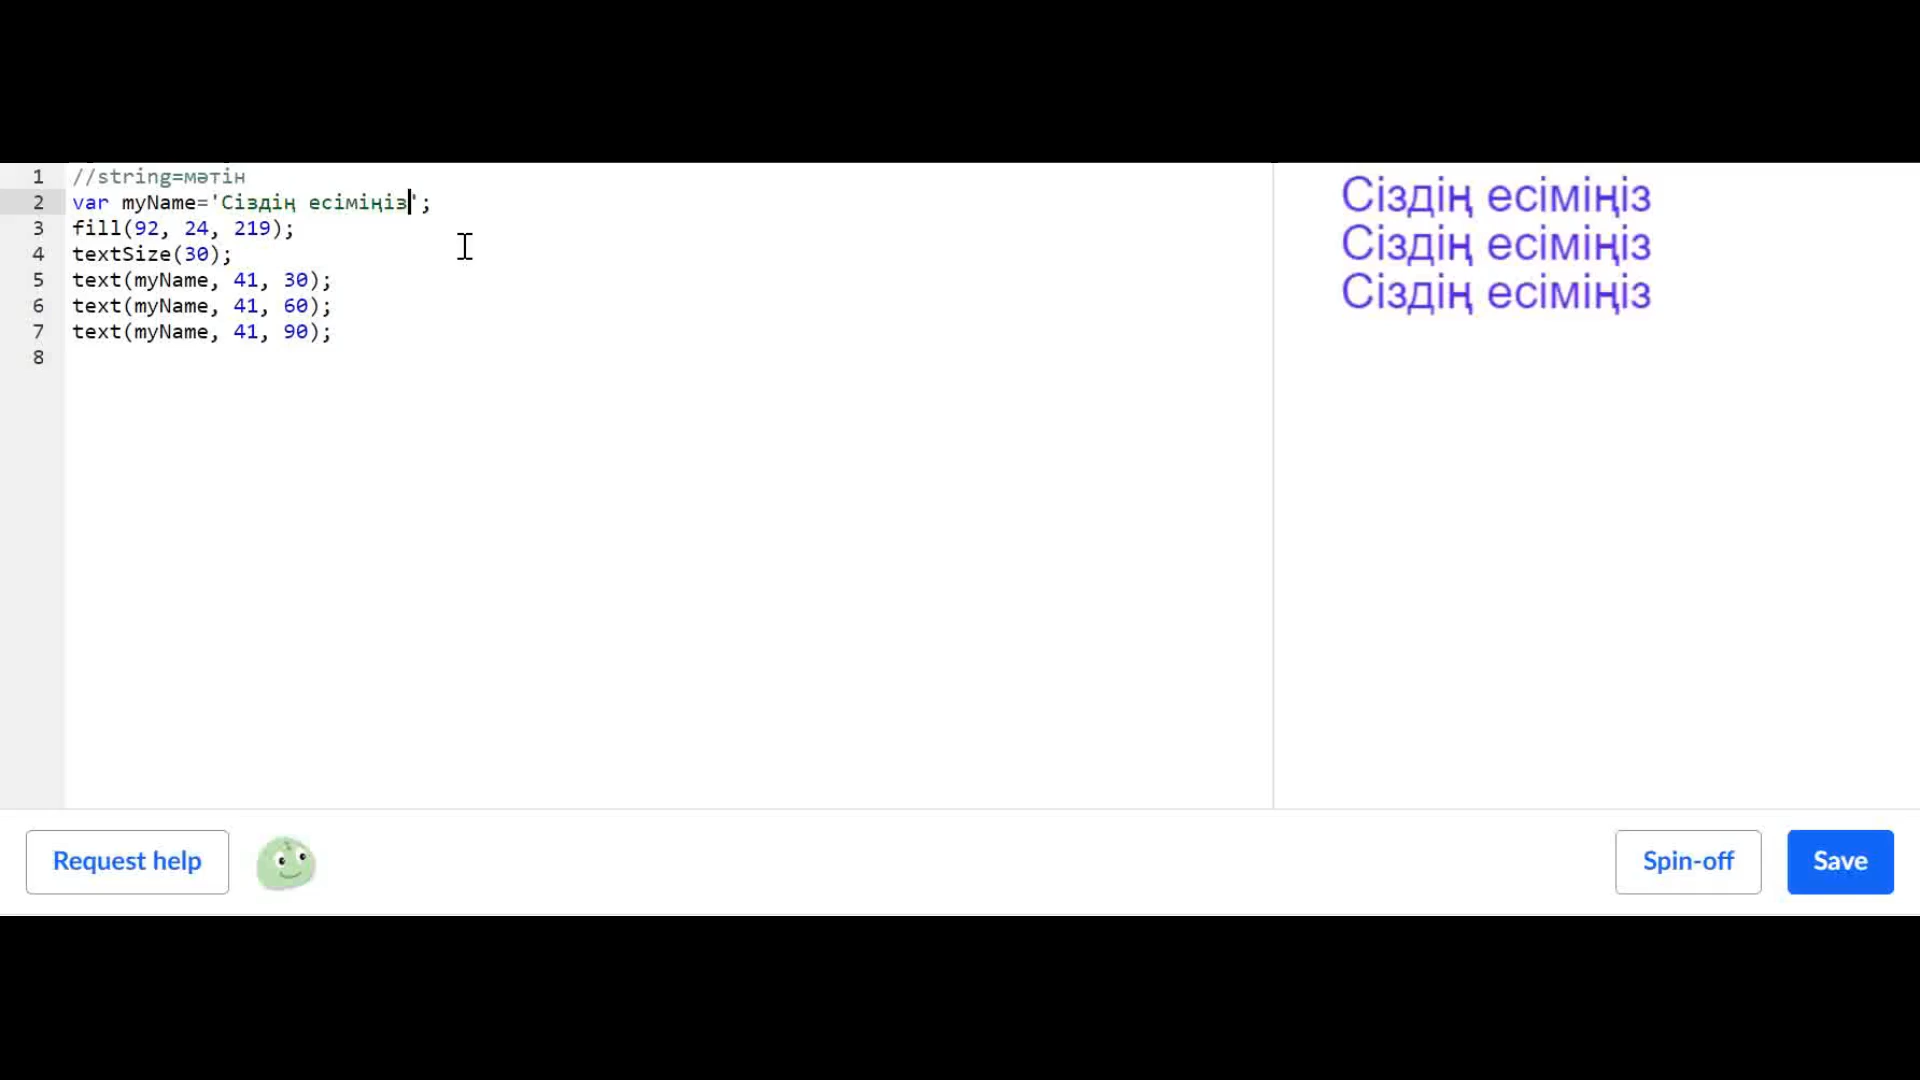 1 //string=мәтін
2 var myName='Сіздің есіміңіз';
3 fill(92, 24, 219);
4 textSize(30);
5 text(myName, 41, 30);
6 text(myName, 41, 60);
7 text(myName, 41, 90);
8
Сіздің есіміңіз
Сіздің есіміңіз
Сіздің есіміңіз
Request help
Spin-off
Save